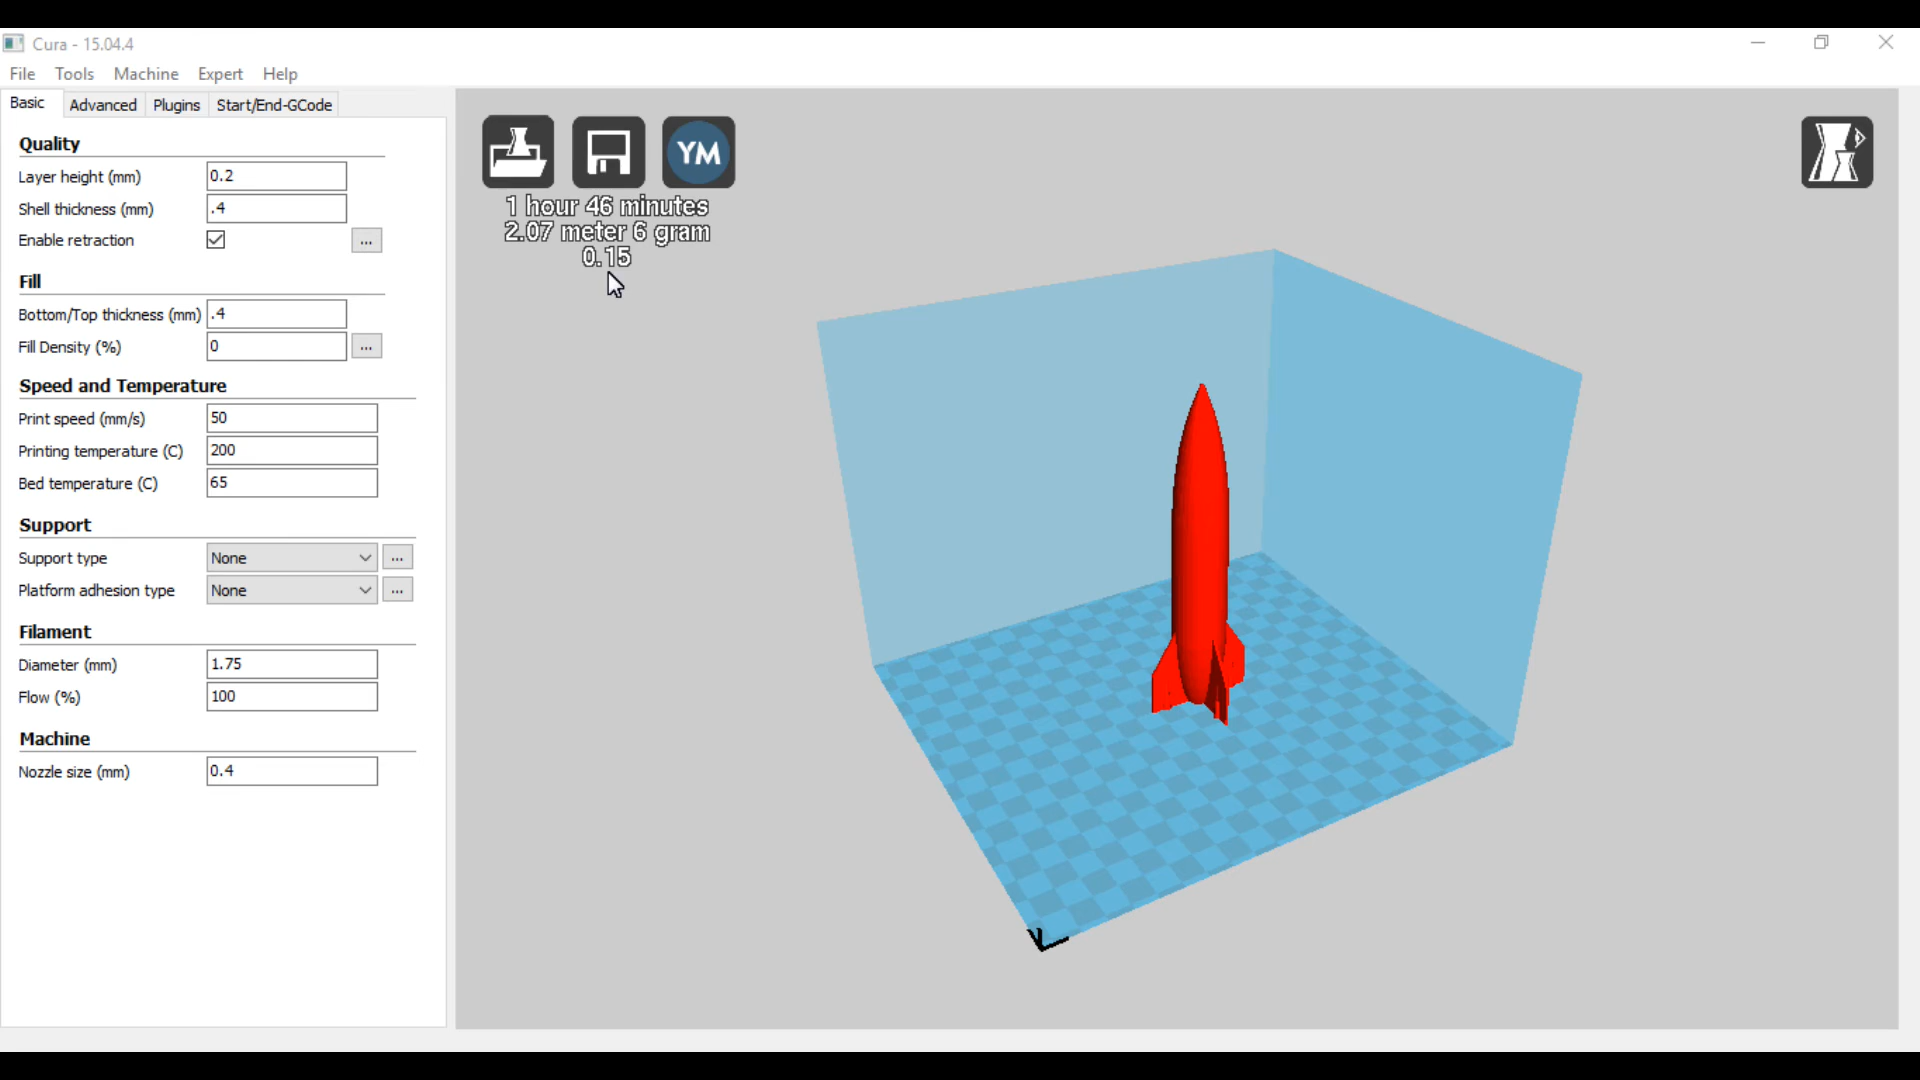 Cura - 15.04.4
File Tools Machine Expert Help
Basic Advanced Plugins Start/End-GCode
Quality
Layer height (mm) 0.2
Shell thickness (mm) .4
Enable retraction ...
Fill
Bottom/Top thickness (mm) .4
Fill Density (%) 0 ...
Speed and Temperature
Print speed (mm/s) 50
Printing temperature (C) 200
Bed temperature (C) 65
Support
Support type None ...
Platform adhesion type None ...
Filament
Diameter (mm) 1.75
Flow (%) 100
Machine
Nozzle size (mm) 0.4
YM
1 hour 46 minutes
2.07 meter 6 gram
0.15